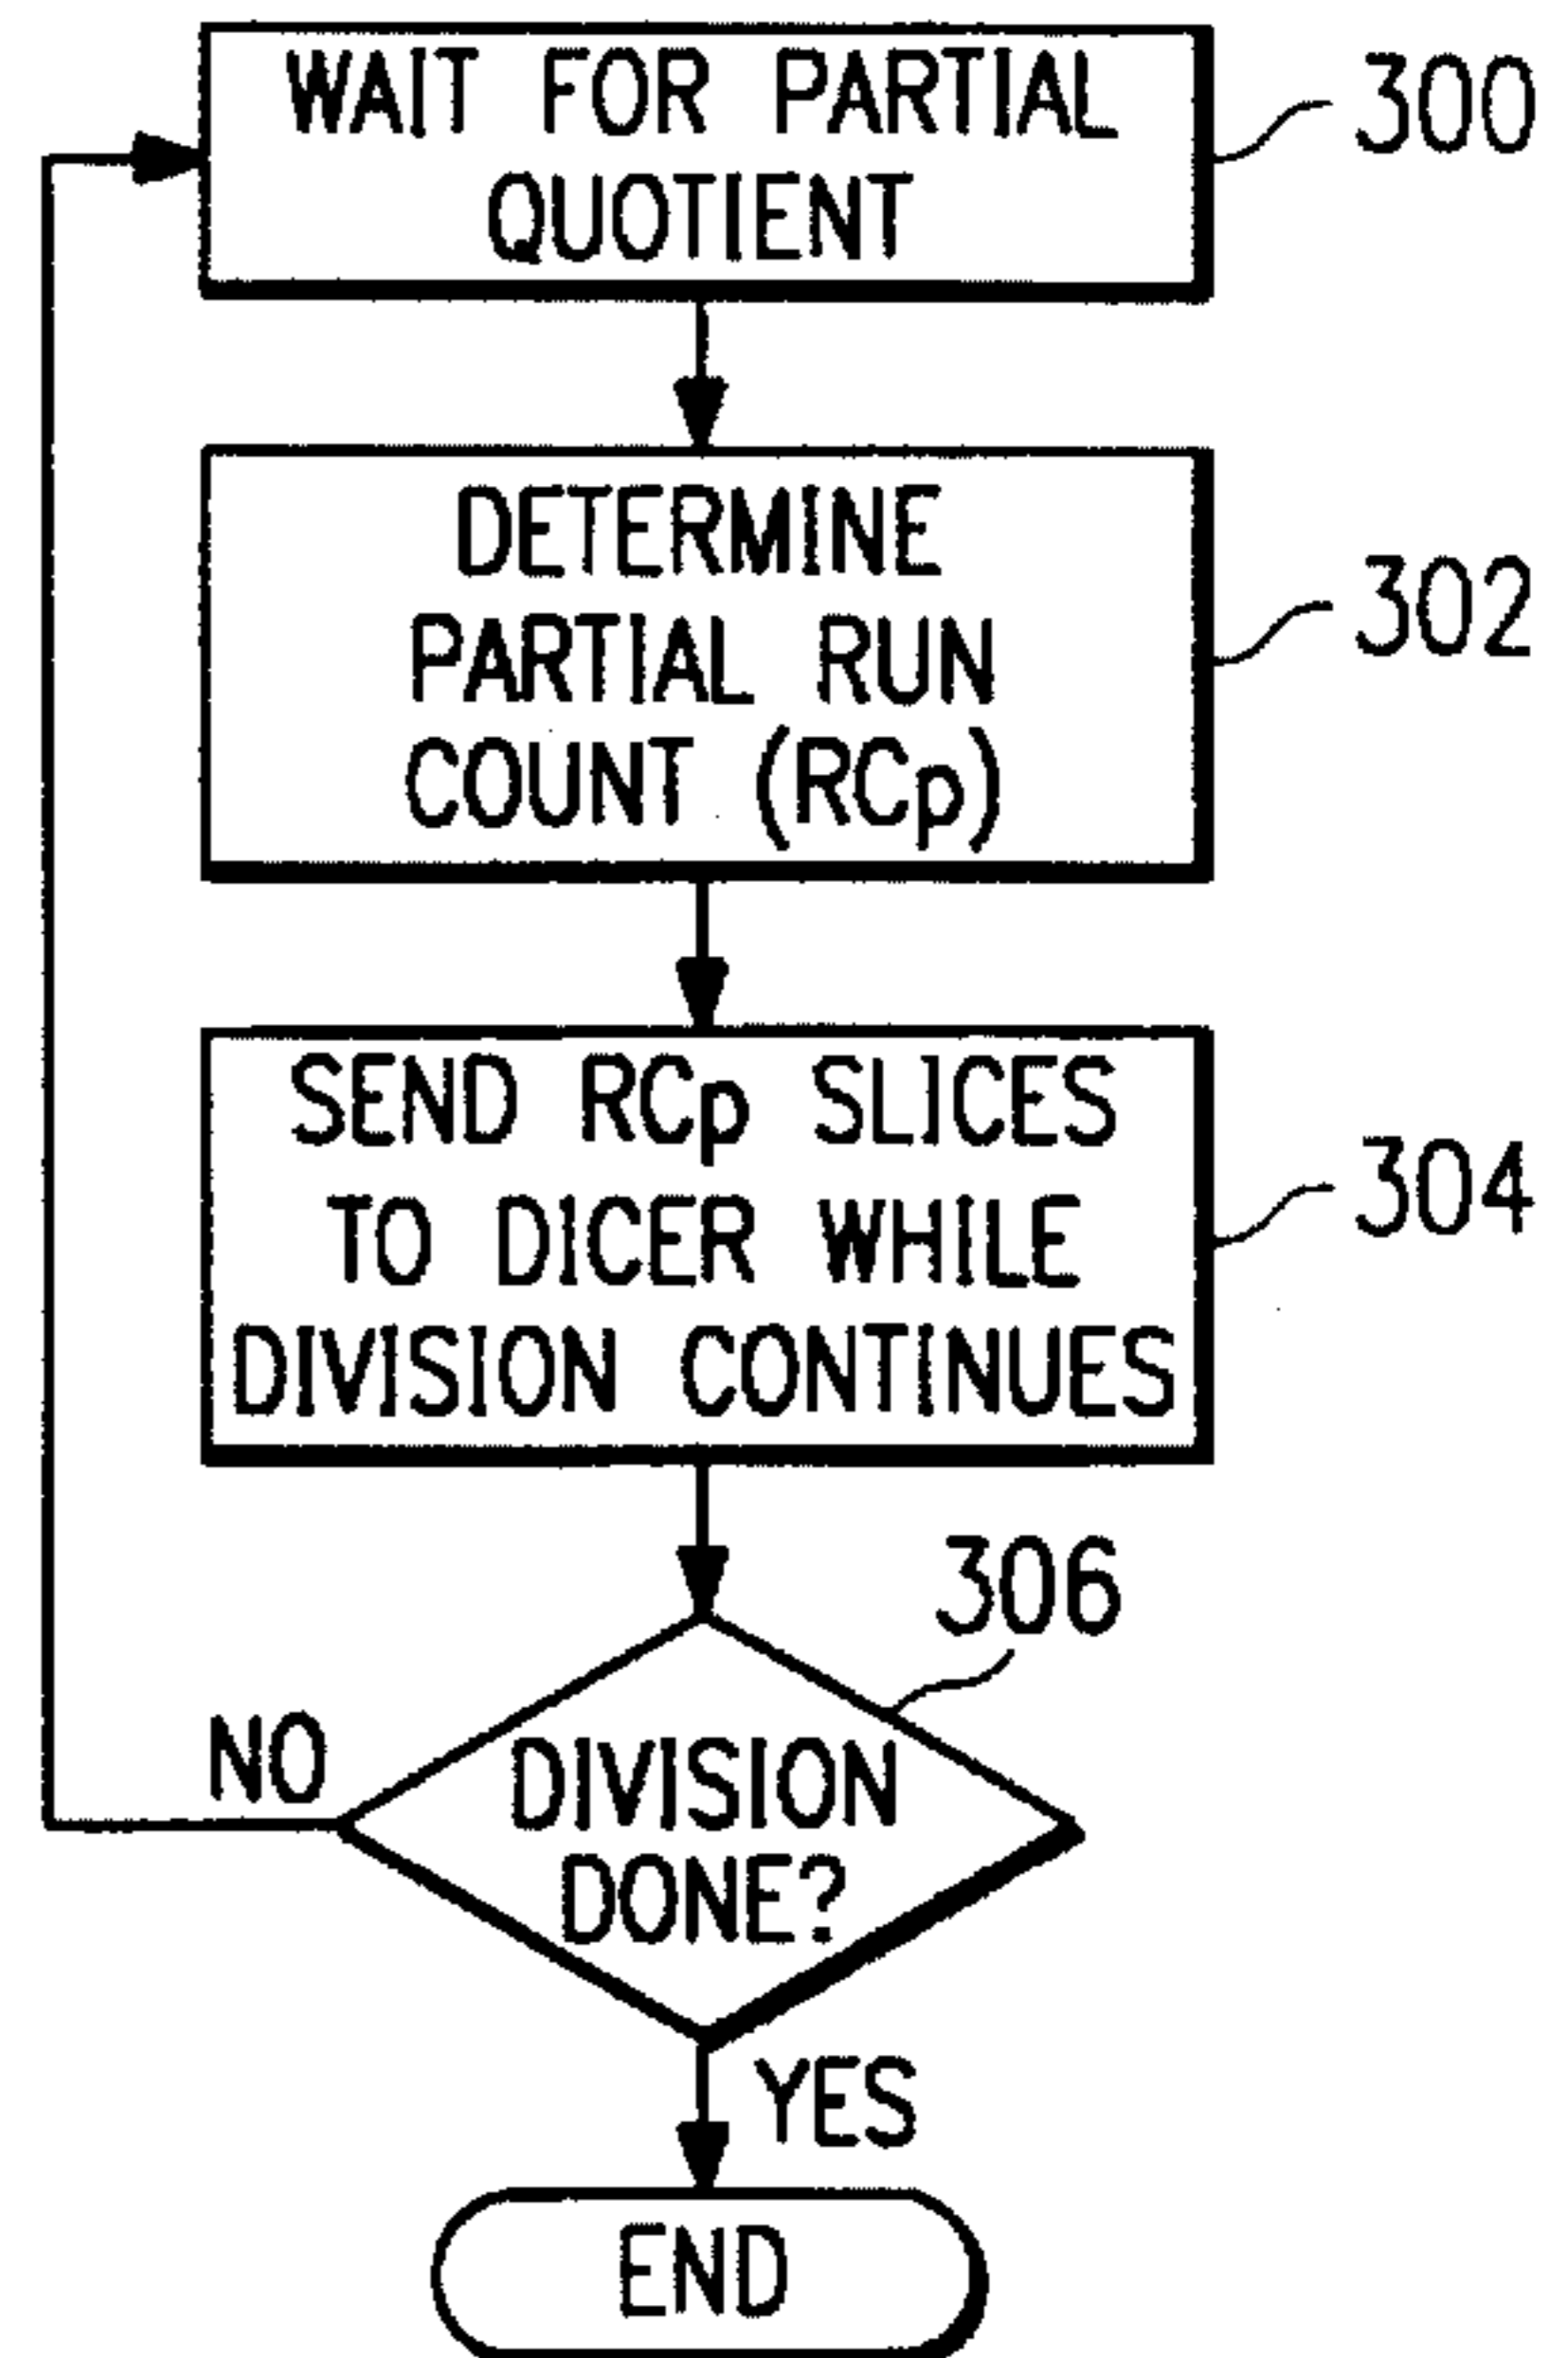 WAIT FOR PARTIAL
QUOTIENT
300
DETERMINE
PARTIAL RUN
COUNT (RCp)
302
SEND RCp SLICES
TO DICER WHILE
DIVISION CONTINUES
304
306
NO
DIVISION
DONE?
YES
END